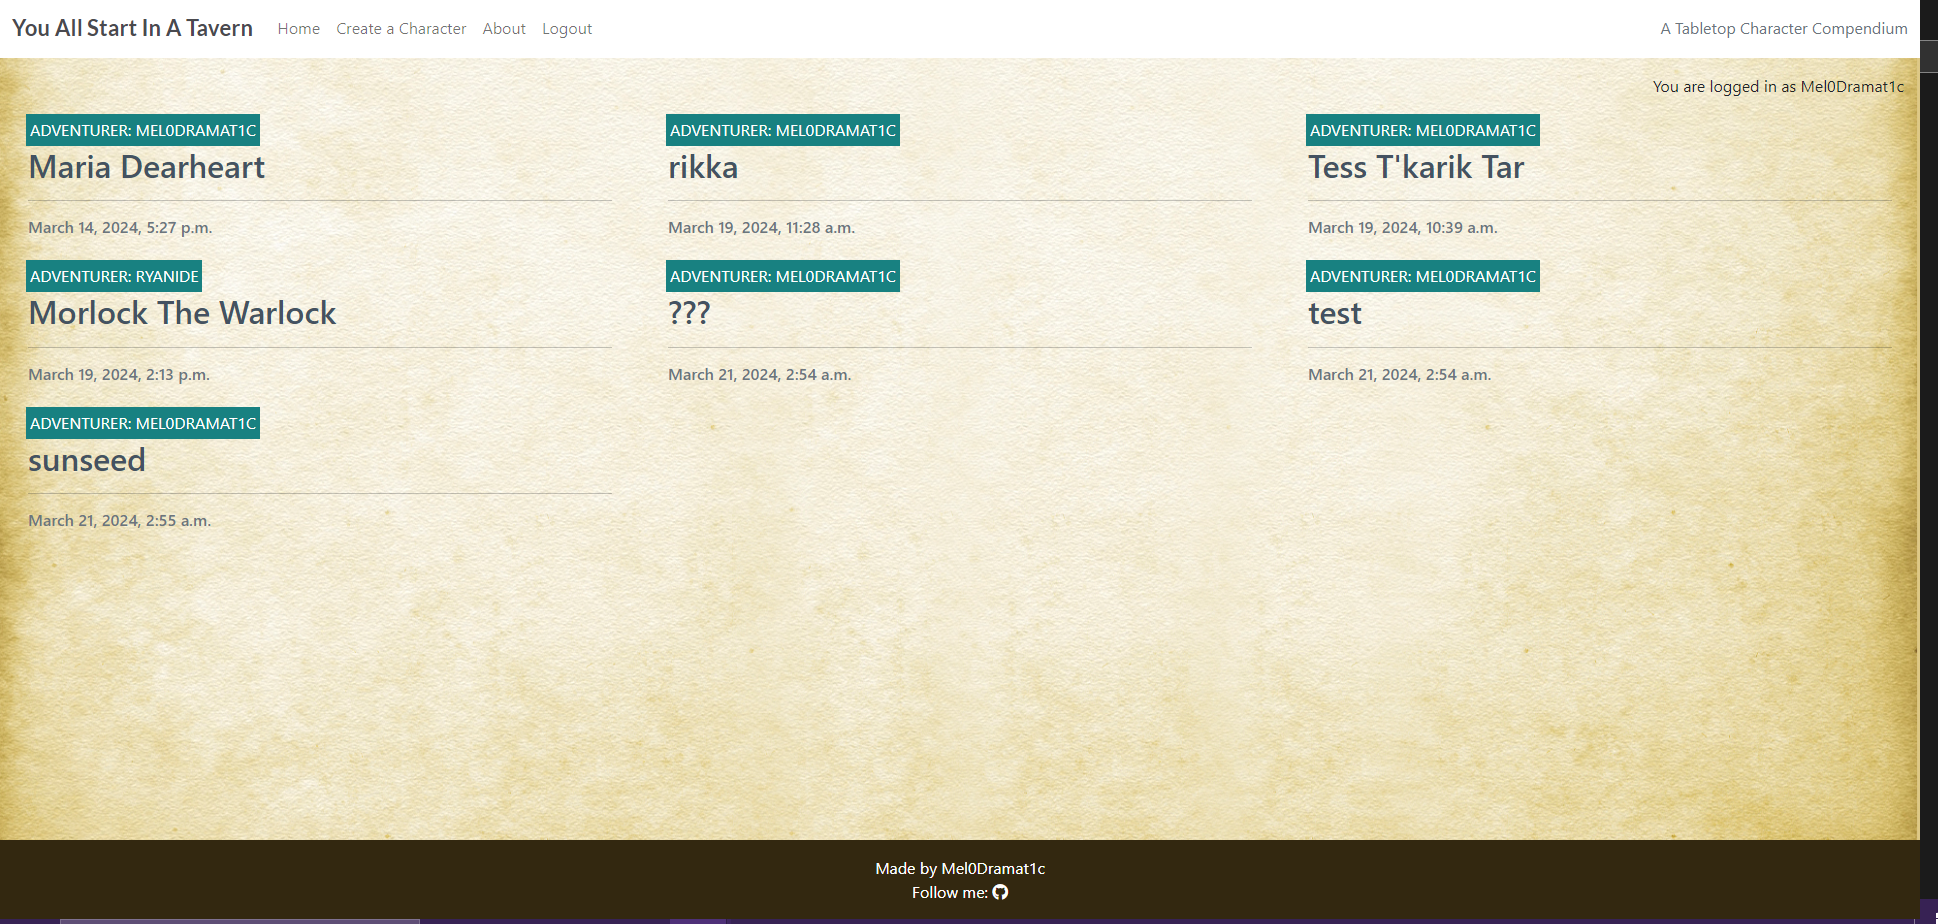 You All Start In A Tavern Home Create a Character About Logout A Tabletop Character Compendium
You are logged in as Mel0Dramat1c
ADVENTURER: MEL0DRAMAT1C
Maria Dearheart
March 14, 2024, 5:27 p.m.
ADVENTURER: MEL0DRAMAT1C
rikka
March 19, 2024, 11:28 a.m.
ADVENTURER: MEL0DRAMAT1C
Tess T'karik Tar
March 19, 2024, 10:39 a.m.
ADVENTURER: RYANIDE
Morlock The Warlock
March 19, 2024, 2:13 p.m.
ADVENTURER: MEL0DRAMAT1C
???
March 21, 2024, 2:54 a.m.
ADVENTURER: MEL0DRAMAT1C
test
March 21, 2024, 2:54 a.m.
ADVENTURER: MEL0DRAMAT1C
sunseed
March 21, 2024, 2:55 a.m.
Made by Mel0Dramat1c
Follow me: